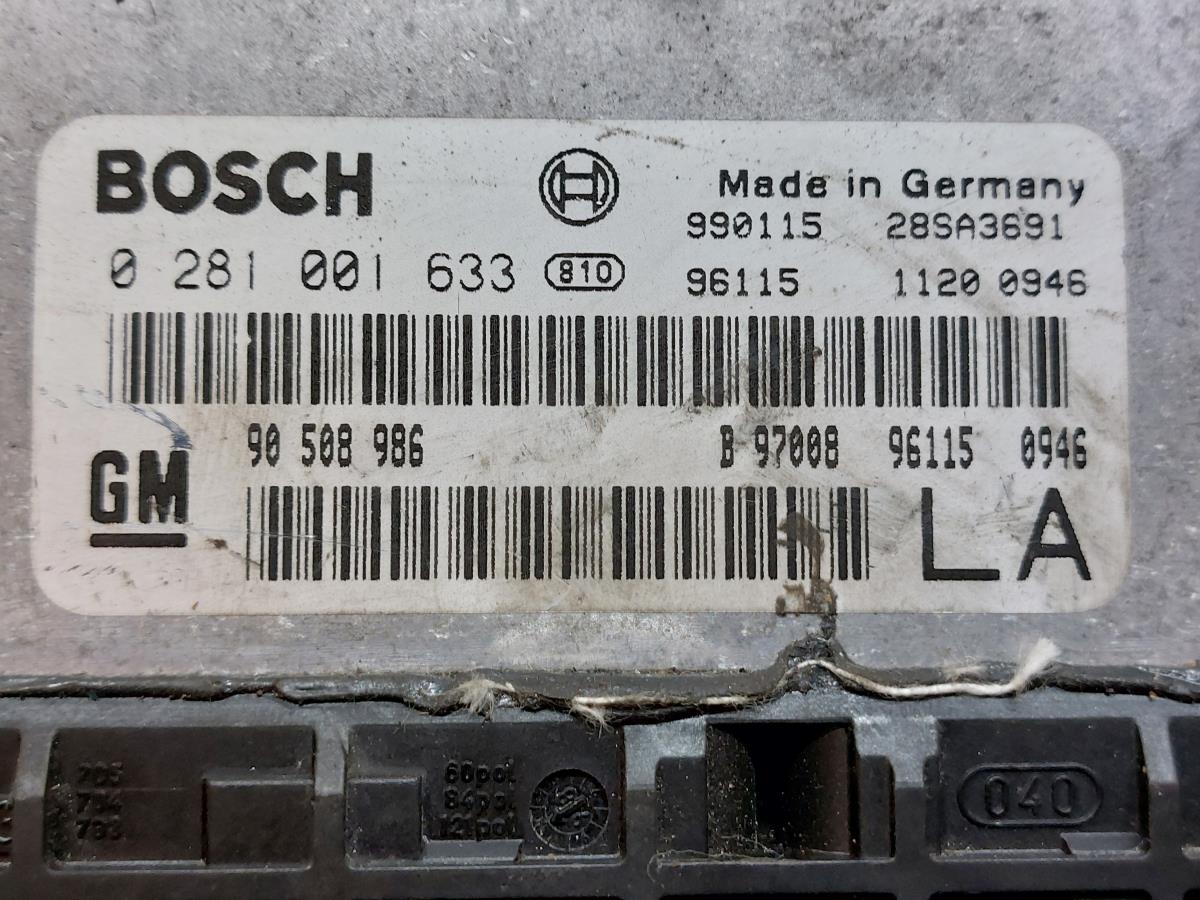 BOSCH
Made in Germany
990115 28SA3691
0 281 001 633 810
96115 1120 0946
90 508 986 B 97008 96115 0946
GM
LA
040